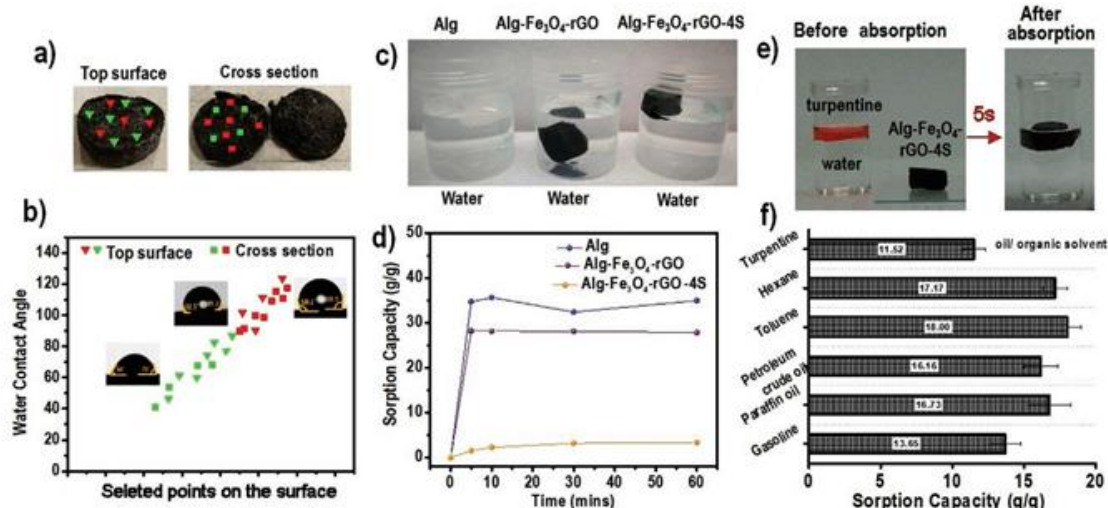 a)
Top surface
Cross section
b)
Water Contact Angle
140
120
100
80
60
40
20
0
Top surface
Cross section
Seleted points on the surface
c)
Alg
Alg-Fe₃O₄-rGO
Alg-Fe₃O₄-rGO-4S
Water
Water
Water
d)
Sorption Capacity (g/g)
50
40
30
20
10
0
Alg
Alg-Fe₃O₄-rGO
Alg-Fe₃O₄-rGO-4S
0
10
20
30
40
50
60
Time (mins)
e)
Before absorption
After
absorption
turpentine
water
Alg-Fe₃O₄-
rGO-4S
5s
f)
oil/ organic solvent
Turpentine
11.52
Hexane
17.17
Toluene
18.00
Petroleum
crude oil
16.16
Paraffin oil
16.73
Gasoline
13.65
0
5
10
15
20
Sorption Capacity (g/g)